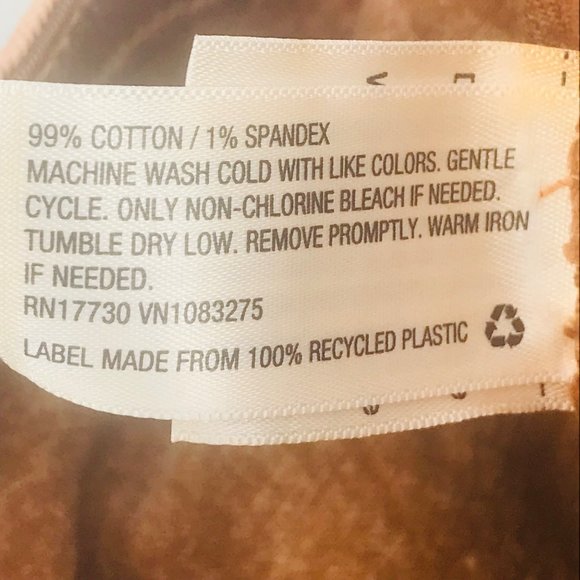 99% COTTON / 1% SPANDEX
MACHINE WASH COLD WITH LIKE COLORS. GENTLE
CYCLE. ONLY NON-CHLORINE BLEACH IF NEEDED.
TUMBLE DRY LOW. REMOVE PROMPTLY. WARM IRON
IF NEEDED.
RN17730 VN1083275
LABEL MADE FROM 100% RECYCLED PLASTIC